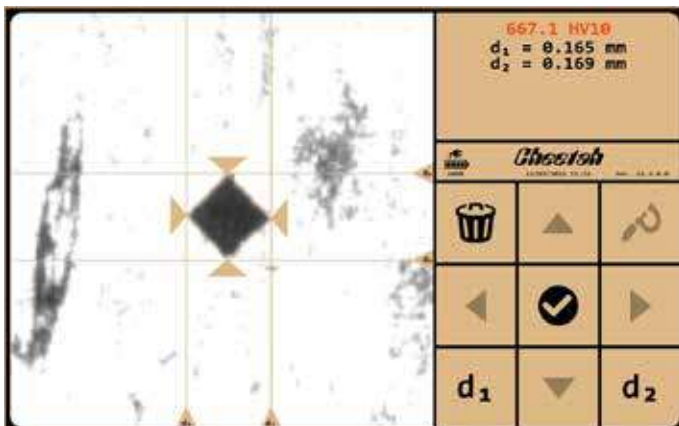 667.1 HV10
d₁ = 0.165 mm
d₂ = 0.169 mm
Cheetah
d₁
d₂